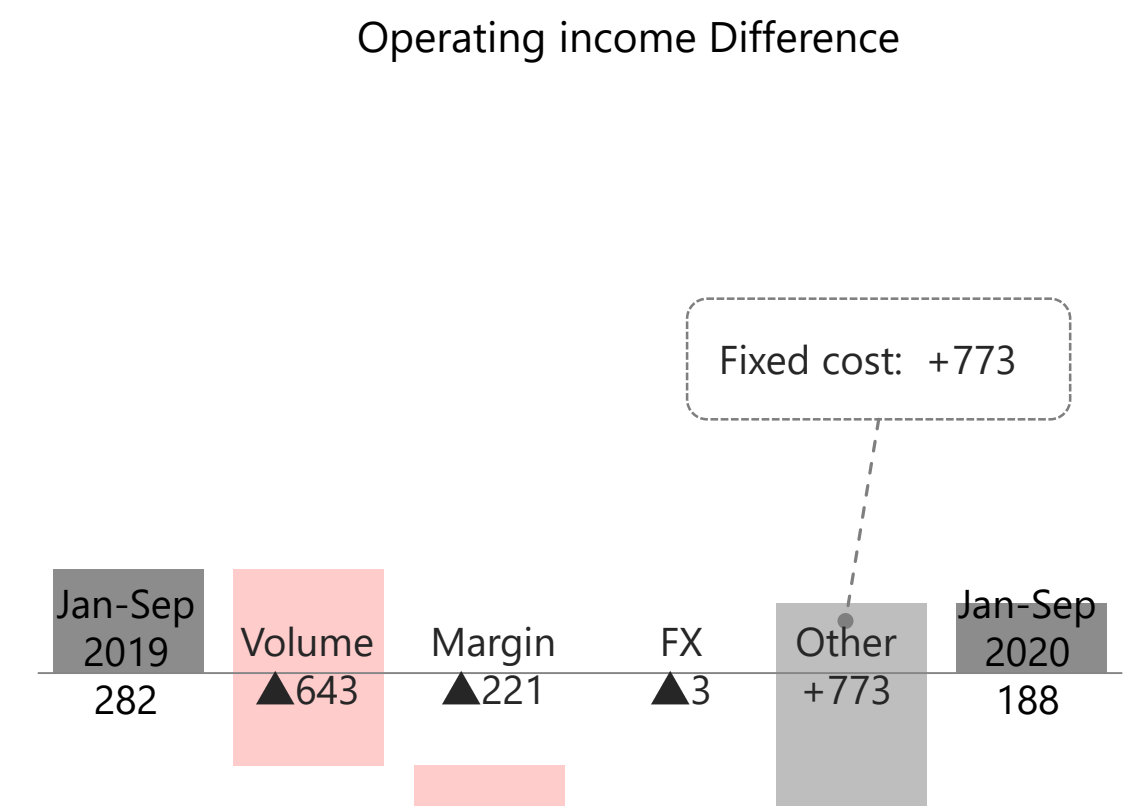 Operating income Difference
Fixed cost:  +773
Jan-Sep
2019
282
Volume
▲643
Margin
▲221
FX
▲3
Other
+773
Jan-Sep
2020
188